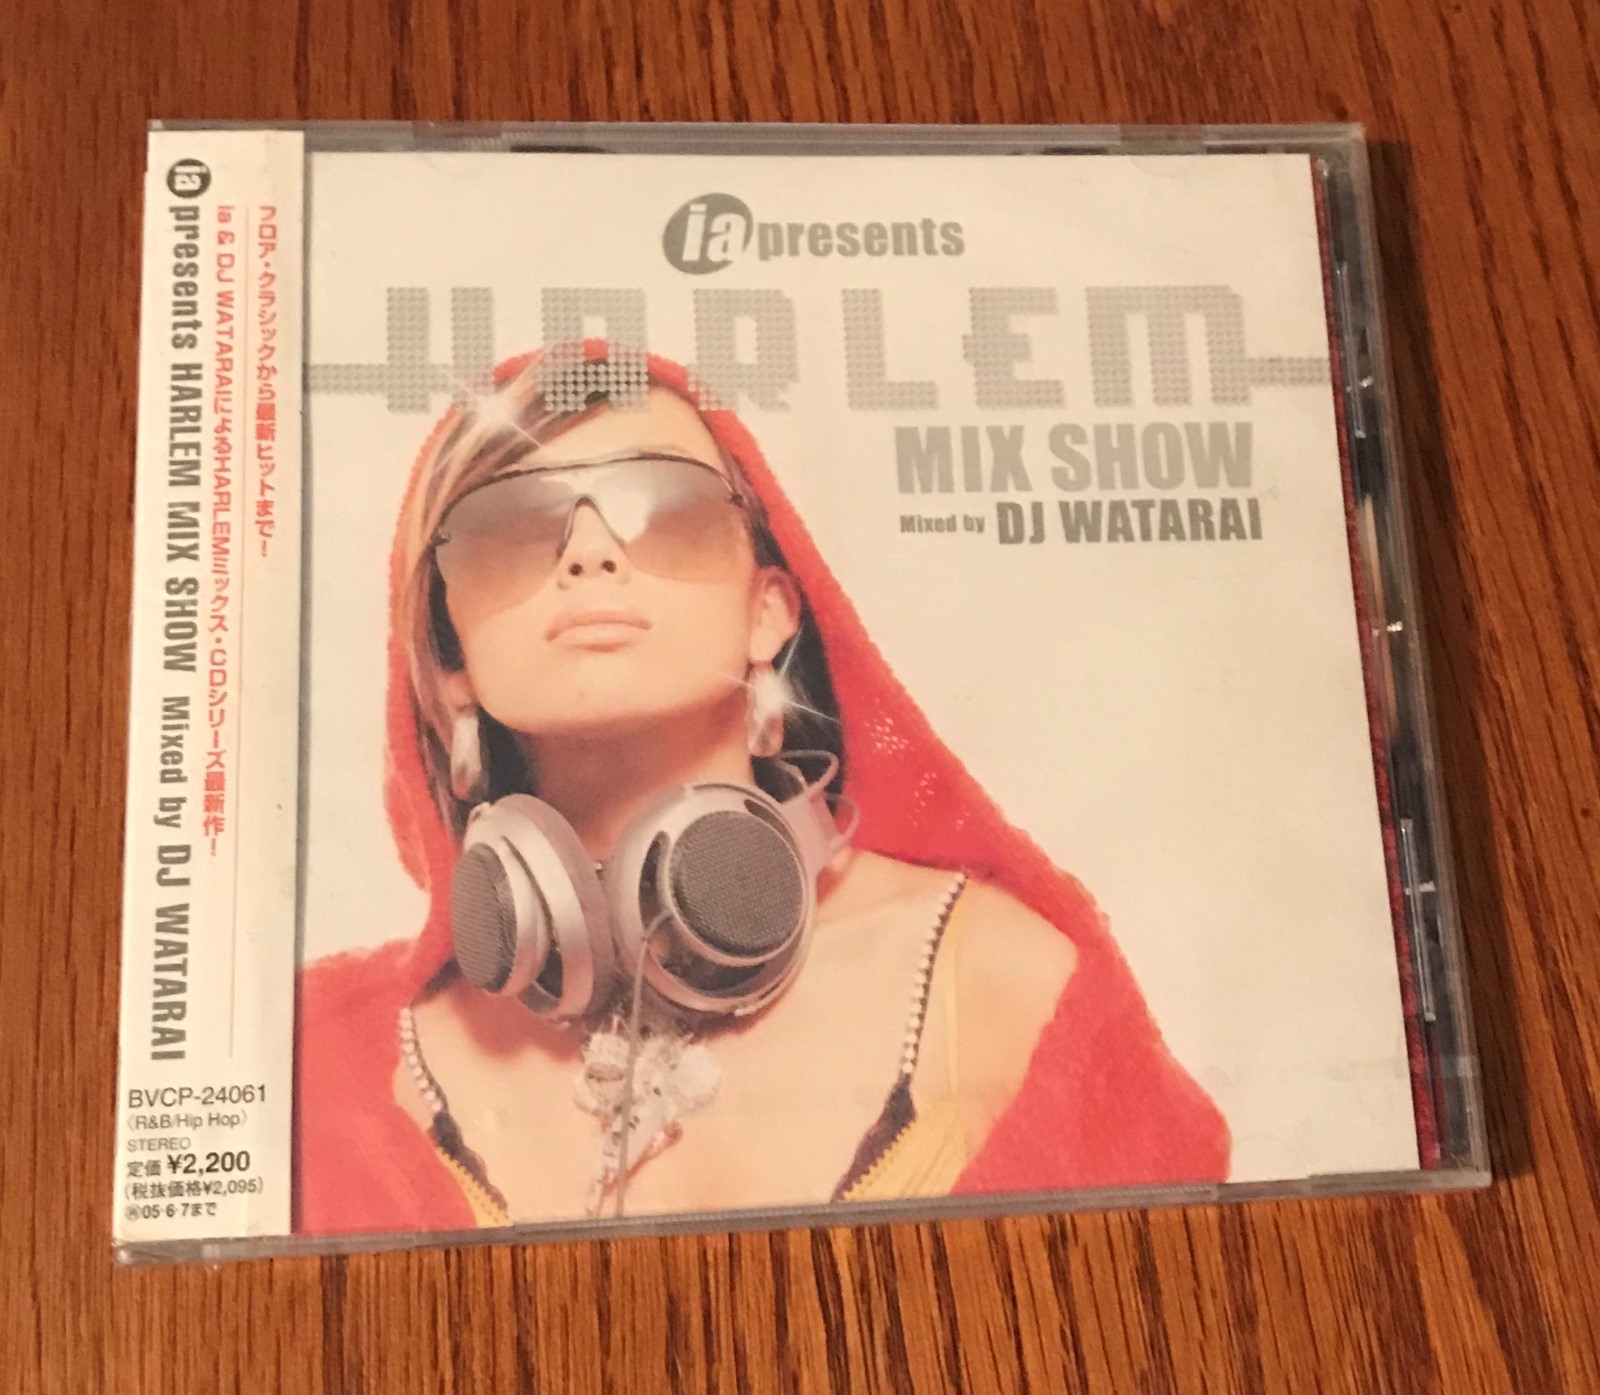 ia presents
HARLEM
MIX SHOW
Mixed by DJ WATARAI
フロア・クラシックから最新ヒットまで!
ia & DJ WATARAIによるHARLEMミックス・CDシリーズ最新作!
ia presents HARLEM MIX SHOW Mixed by DJ WATARAI
BVCP-24061
〈R&B/Hip Hop〉
STEREO
定価 ¥2,200
(税抜価格¥2,095)
㋹05·6·7まで